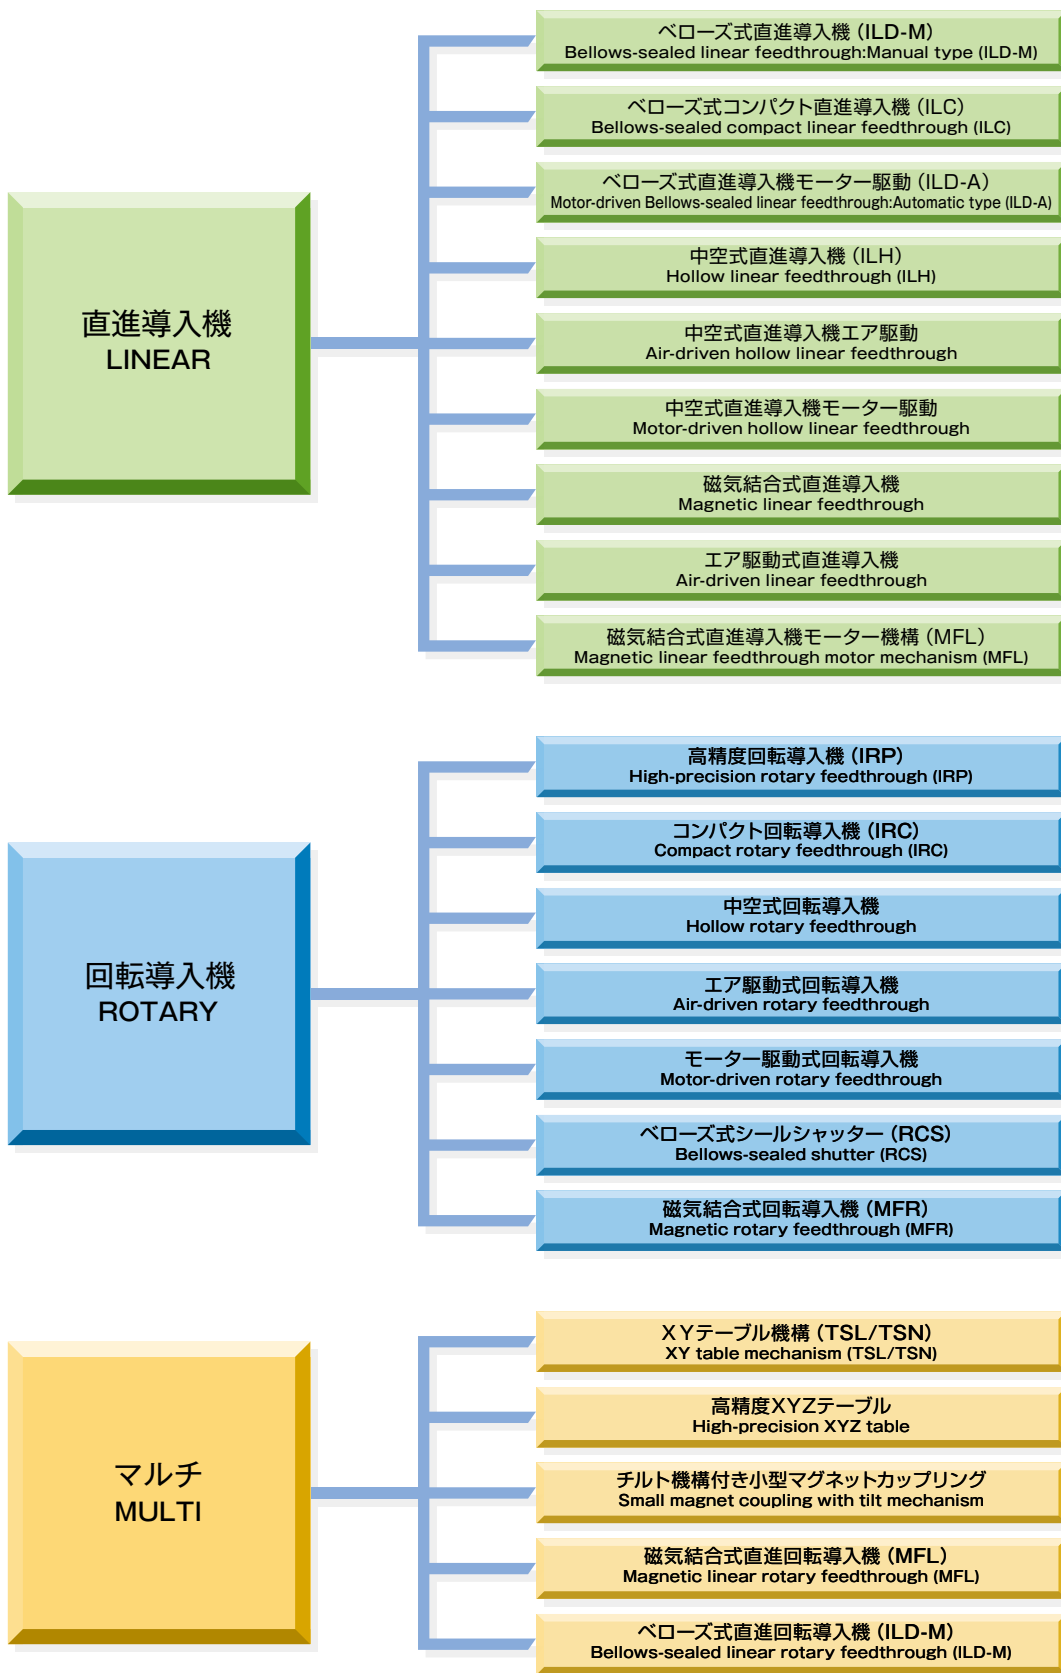 ベローズ式直進導入機 (ILD-M)
Bellows-sealed linear feedthrough:Manual type (ILD-M)
ベローズ式コンパクト直進導入機 (ILC)
Bellows-sealed compact linear feedthrough (ILC)
ベローズ式直進導入機モーター駆動 (ILD-A)
Motor-driven Bellows-sealed linear feedthrough:Automatic type (ILD-A)
中空式直進導入機 (ILH)
Hollow linear feedthrough (ILH)
直進導入機
LINEAR
中空式直進導入機エア駆動
Air-driven hollow linear feedthrough
中空式直進導入機モーター駆動
Motor-driven hollow linear feedthrough
磁気結合式直進導入機
Magnetic linear feedthrough
エア駆動式直進導入機
Air-driven linear feedthrough
磁気結合式直進導入機モーター機構 (MFL)
Magnetic linear feedthrough motor mechanism (MFL)
高精度回転導入機 (IRP)
High-precision rotary feedthrough (IRP)
コンパクト回転導入機 (IRC)
Compact rotary feedthrough (IRC)
中空式回転導入機
Hollow rotary feedthrough
回転導入機
ROTARY
エア駆動式回転導入機
Air-driven rotary feedthrough
モーター駆動式回転導入機
Motor-driven rotary feedthrough
ベローズ式シールシャッター (RCS)
Bellows-sealed shutter (RCS)
磁気結合式回転導入機 (MFR)
Magnetic rotary feedthrough (MFR)
XYテーブル機構 (TSL/TSN)
XY table mechanism (TSL/TSN)
高精度XYZテーブル
High-precision XYZ table
マルチ
MULTI
チルト機構付き小型マグネットカップリング
Small magnet coupling with tilt mechanism
磁気結合式直進回転導入機 (MFL)
Magnetic linear rotary feedthrough (MFL)
ベローズ式直進回転導入機 (ILD-M)
Bellows-sealed linear rotary feedthrough (ILD-M)